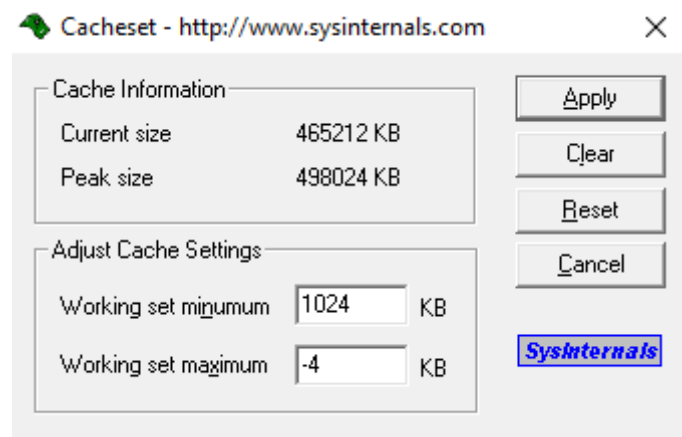 Cacheset - http://www.sysinternals.com
Cache Information
Current size 465212 KB
Peak size 498024 KB
Adjust Cache Settings
Working set minumum 1024 KB
Working set maximum -4 KB
Apply
Clear
Reset
Cancel
SysInternals